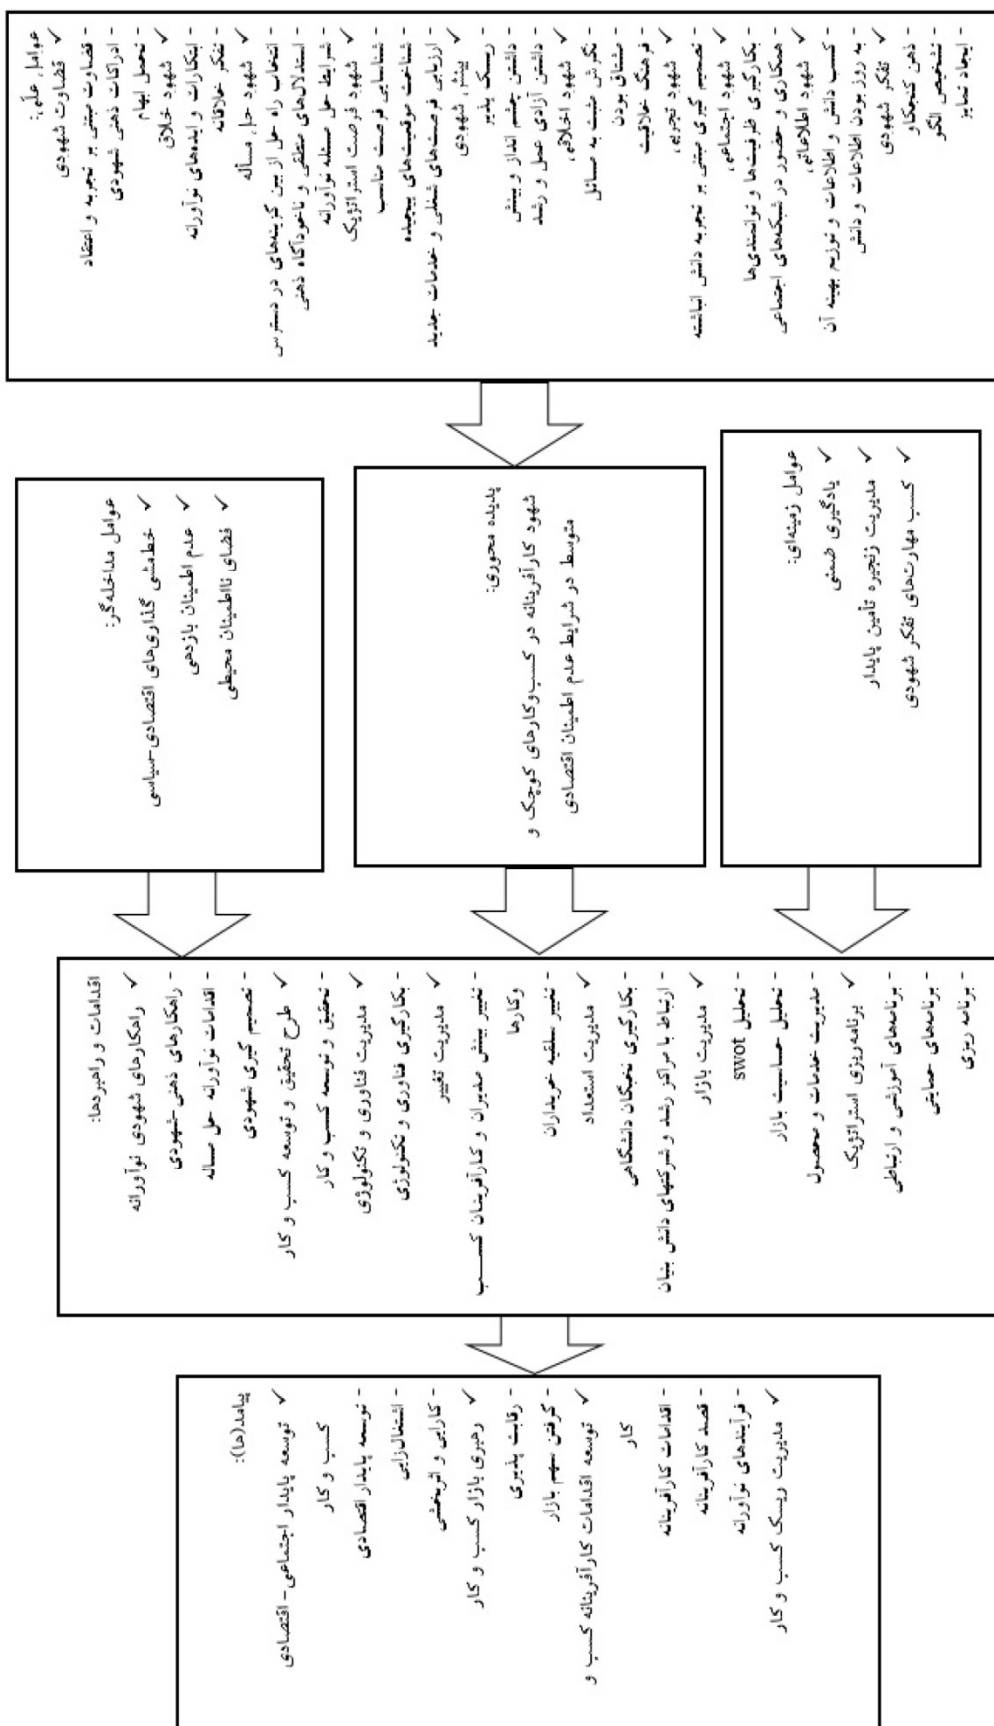 عوامل علّی:
✓ قضاوت شهودی
- قضاوت مبتنی بر تجربه و اعتقاد
- ادراکات ذهنی شهودی
- تحمل ابهام
✓ شهود خلاق
- ابتکارات و ایده‌های نوآورانه
- تفکر خلاقانه
✓ شهود حل مسأله
- انتخاب راه حل از بین گزینه‌های در دسترس
- استدلال‌های منطقی و ناخودآگاه ذهنی
- شرایط حل مسئله نوآورانه
✓ شهود فرصت استراتژیک
- شناسایی فرصت مناسب
- شناخت موقعیت‌های پیچیده
- ارزیابی فرصت‌های شغلی و خدمات جدید
✓ بینش شهودی
- ریسک پذیر
- داشتن چشم انداز و بینش
- داشتن آزادی عمل و رشد
✓ شهود اخلاقی
- نگرش مثبت به مسائل
- مشتاق بودن
- فرهنگ خلاقیت
✓ شهود تجربی
- تصمیم گیری مبتنی بر تجربه دانش انباشته
✓ شهود اجتماعی
- بکارگیری ظرفیت‌ها و توانمندی‌ها
- همکاری و حضور در شبکه‌های اجتماعی
✓ شهود اطلاعاتی
- کسب دانش و اطلاعات و توزیع بهینه آن
- به روز بودن اطلاعات و دانش
✓ تفکر شهودی
- ذهن کنجکاو
- تشخیص الگو
- ایجاد تمایز
عوامل زمینه‌ای:
✓ یادگیری ضمنی
✓ مدیریت زنجیره تأمین پایدار
✓ کسب مهارت‌های تفکر شهودی
پدیده محوری:
شهود کارآفرینانه در کسب‌وکارهای کوچک و
متوسط در شرایط عدم اطمینان اقتصادی
عوامل مداخله‌گر:
✓ خط‌مشی گذاری‌های اقتصادی-سیاسی
✓ عدم اطمینان بازدهی
✓ فضای نااطمینان محیطی
اقدامات و راهبردها:
✓ راهکارهای شهودی نوآورانه
- راهکارهای ذهنی-شهودی
- اقدامات نوآورانه حل مساله
- تصمیم گیری شهودی
✓ طرح تحقیق و توسعه کسب و کار
- تحقیق و توسعه کسب و کار
✓ مدیریت فناوری و تکنولوژی
- بکارگیری فناوری و تکنولوژی
✓ مدیریت تغییر
- تغییر بینش مدیران و کارآفرینان کسب
وکارها
- تغییر سلیقه خریداران
✓ مدیریت استعداد
- بکارگیری نخبگان دانشگاهی
- ارتباط با مراکز رشد و شرکتهای دانش بنیان
✓ مدیریت بازار
- تحلیل swot
- تحلیل حساسیت بازار
- مدیریت خدمات و محصول
✓ برنامه‌ریزی استراتژیک
- برنامه‌های آموزشی و ارتباطی
- برنامه‌های حمایتی
- برنامه ریزی
پیامد(ها):
✓ توسعه پایدار اجتماعی- اقتصادی
کسب و کار
- توسعه پایدار اقتصادی
- اشتغال‌زایی
- کارایی و اثربخشی
✓ رهبری بازار کسب و کار
- رقابت پذیری
- گرفتن سهم بازار
✓ توسعه اقدامات کارآفرینانه کسب و
کار
- اقدامات کارآفرینانه
- قصد کارآفرینانه
- فرآیندهای نوآورانه
✓ مدیریت ریسک کسب و کار